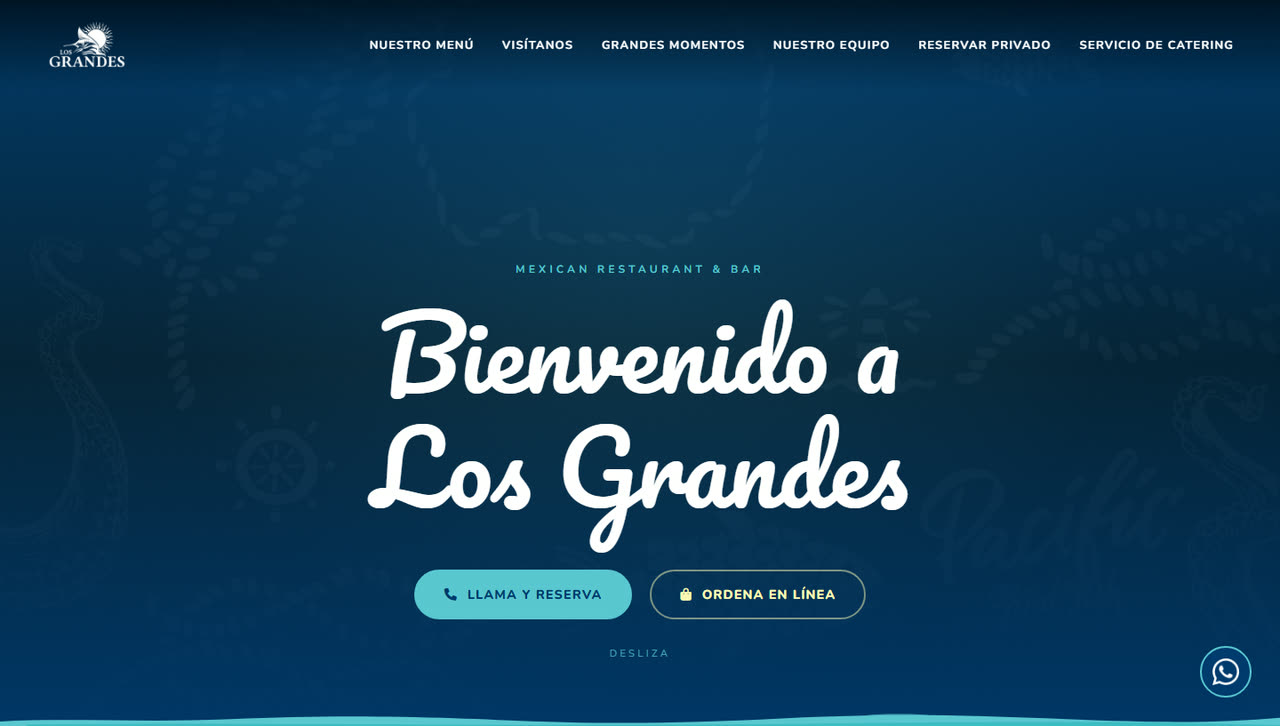 LOS
GRANDES
NUESTRO MENÚ
VISÍTANOS
GRANDES MOMENTOS
NUESTRO EQUIPO
RESERVAR PRIVADO
SERVICIO DE CATERING
MEXICAN RESTAURANT & BAR
Bienvenido a
Los Grandes
Pacific
LLAMA Y RESERVA
ORDENA EN LÍNEA
DESLIZA